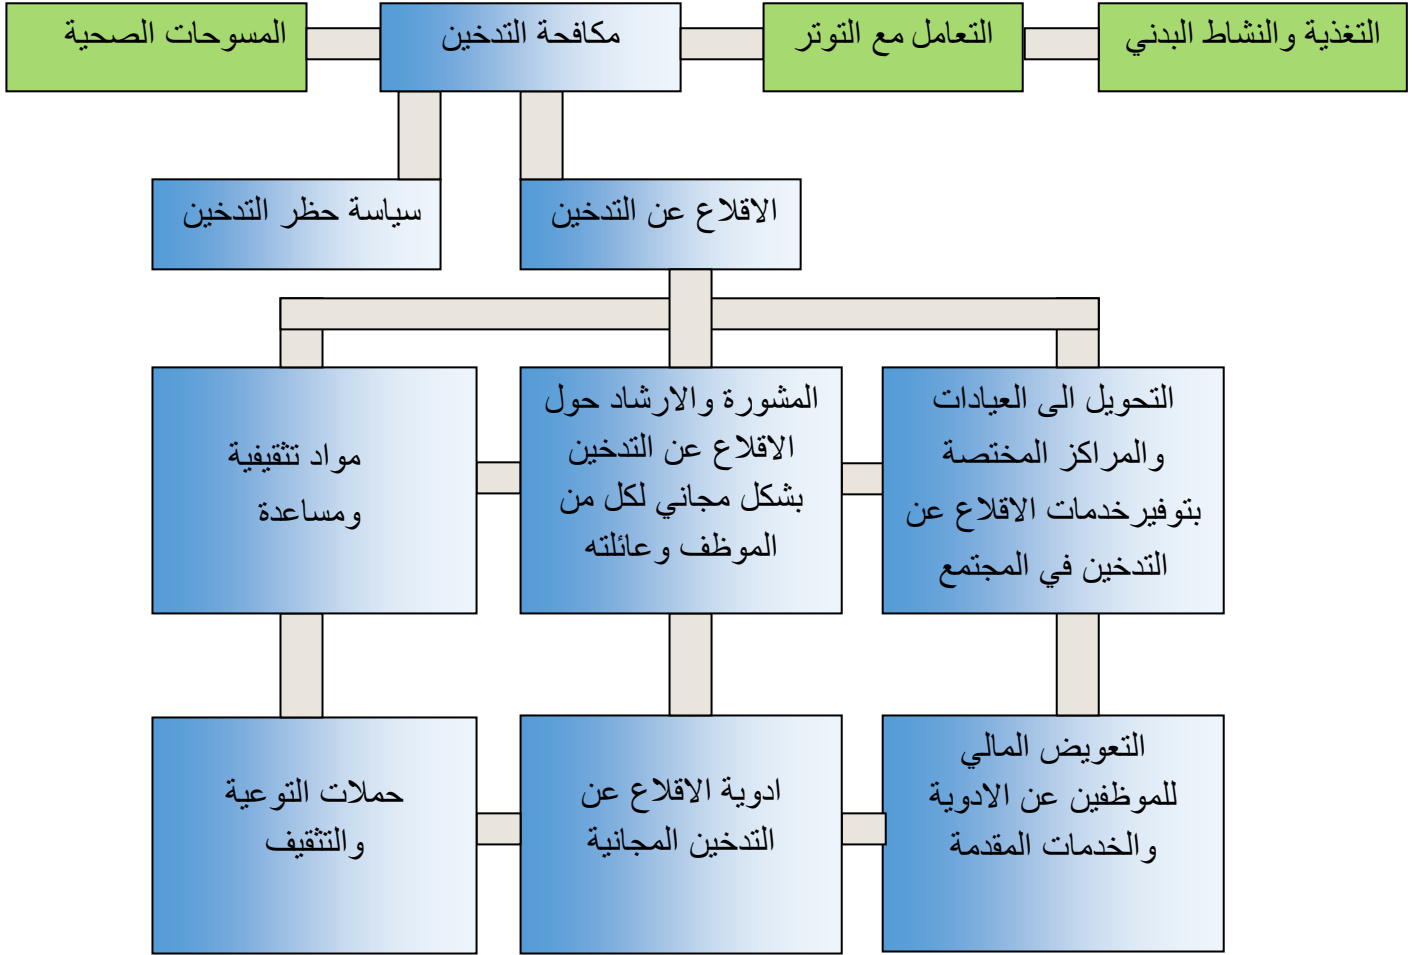 التغذية والنشاط البدني
التعامل مع التوتر
مكافحة التدخين
المسوحات الصحية
الاقلاع عن التدخين
سياسة حظر التدخين
التحويل الى العيادات
والمراكز المختصة
بتوفيرخدمات الاقلاع عن
التدخين في المجتمع
المشورة والارشاد حول
الاقلاع عن التدخين
بشكل مجاني لكل من
الموظف وعائلته
مواد تثقيفية
ومساعدة
التعويض المالي
للموظفين عن الادوية
والخدمات المقدمة
ادوية الاقلاع عن
التدخين المجانية
حملات التوعية
والتثقيف